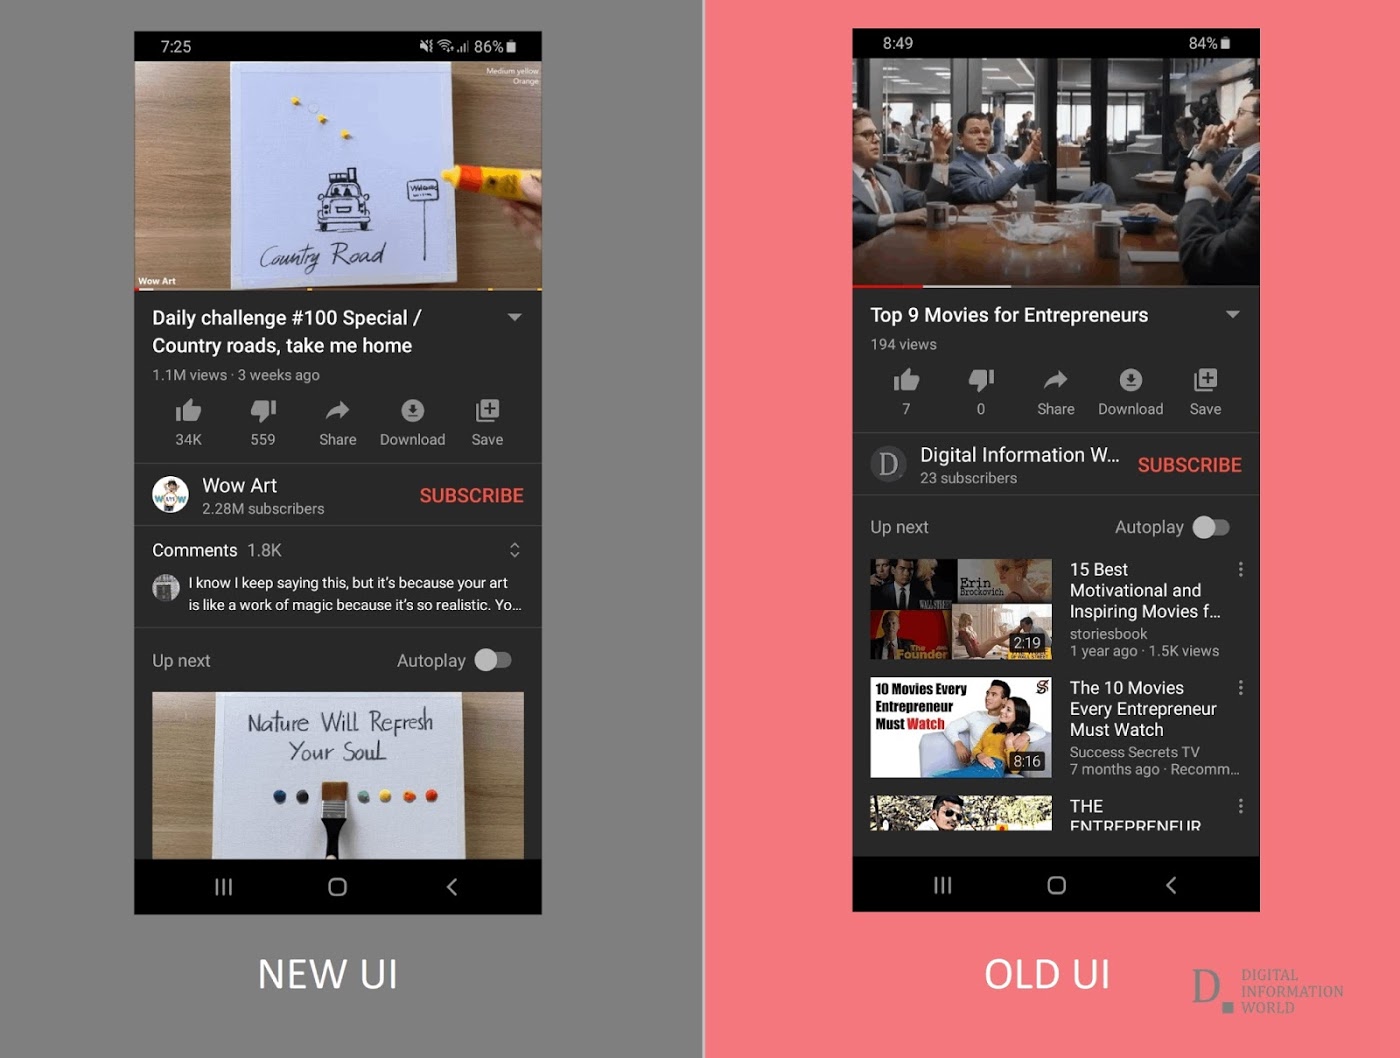 7:25
86%
Medium yellow
Orange
Welcome
Country Road
Wow Art
Daily challenge #100 Special /
Country roads, take me home
1.1M views · 3 weeks ago
34K
559
Share
Download
Save
WOW
ART
Wow Art
2.28M subscribers
SUBSCRIBE
Comments 1.8K
I know I keep saying this, but it's because your art
is like a work of magic because it's so realistic. Yo...
Up next
Autoplay
Nature Will Refresh
Your Soul
NEW UI
8:49
84%
Top 9 Movies for Entrepreneurs
194 views
7
0
Share
Download
Save
D
Digital Information W...
23 subscribers
SUBSCRIBE
Up next
Autoplay
WALL STREET
Erin
Brockovich
The
Founder
2:19
15 Best
Motivational and
Inspiring Movies f...
storiesbook
1 year ago · 1.5K views
10 Movies Every
Entrepreneur
Must Watch
S
8:16
The 10 Movies
Every Entrepreneur
Must Watch
Success Secrets TV
7 months ago · Recomm...
THE
ENTREPRENEUR
OLD UI
D.
DIGITAL
INFORMATION
WORLD